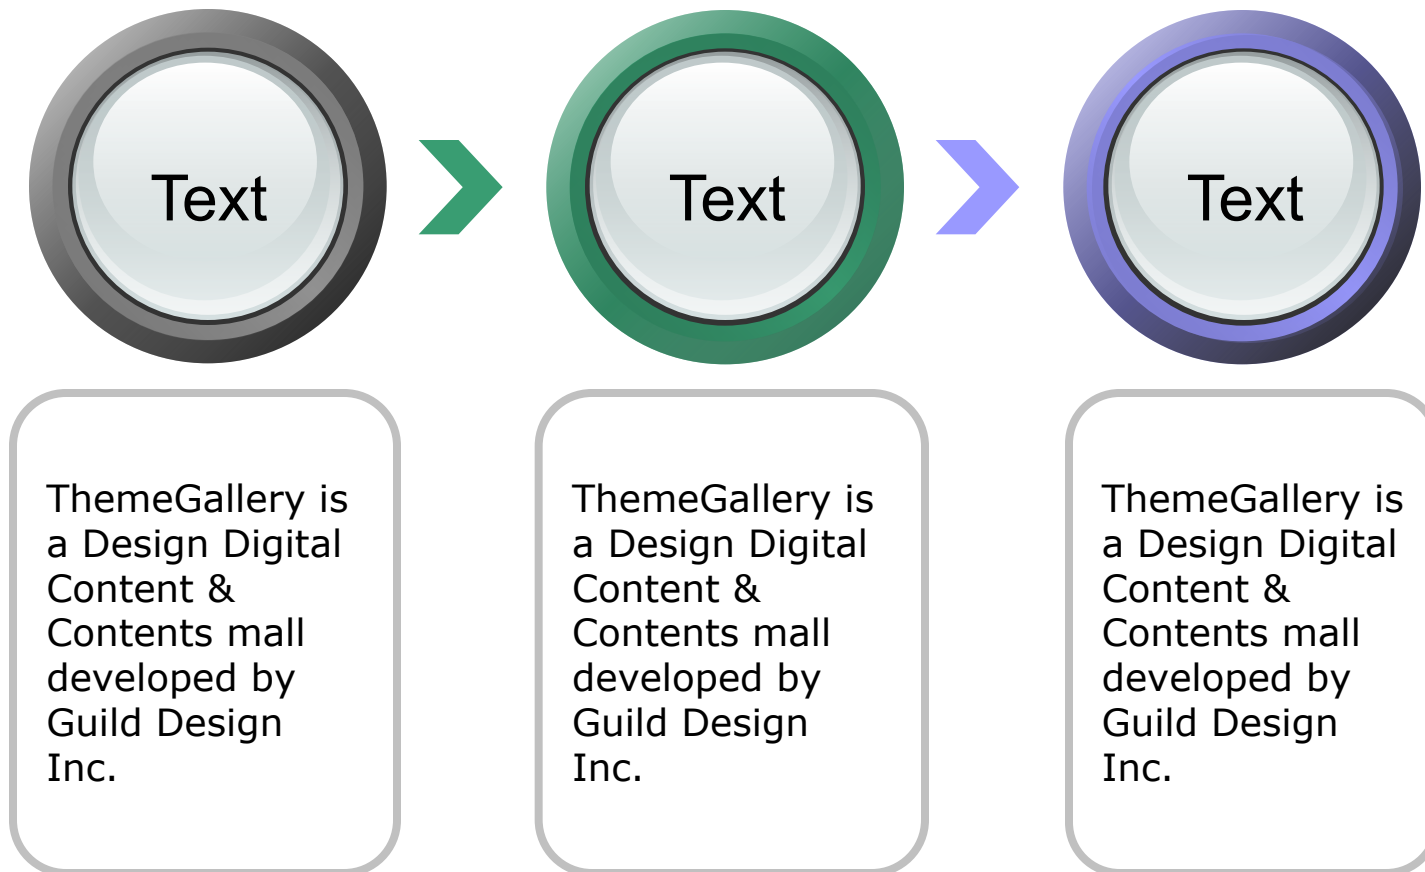 Text
Text
Text
ThemeGallery is
a Design Digital
Content &
Contents mall
developed by
Guild Design
Inc.
ThemeGallery is
a Design Digital
Content &
Contents mall
developed by
Guild Design
Inc.
ThemeGallery is
a Design Digital
Content &
Contents mall
developed by
Guild Design
Inc.